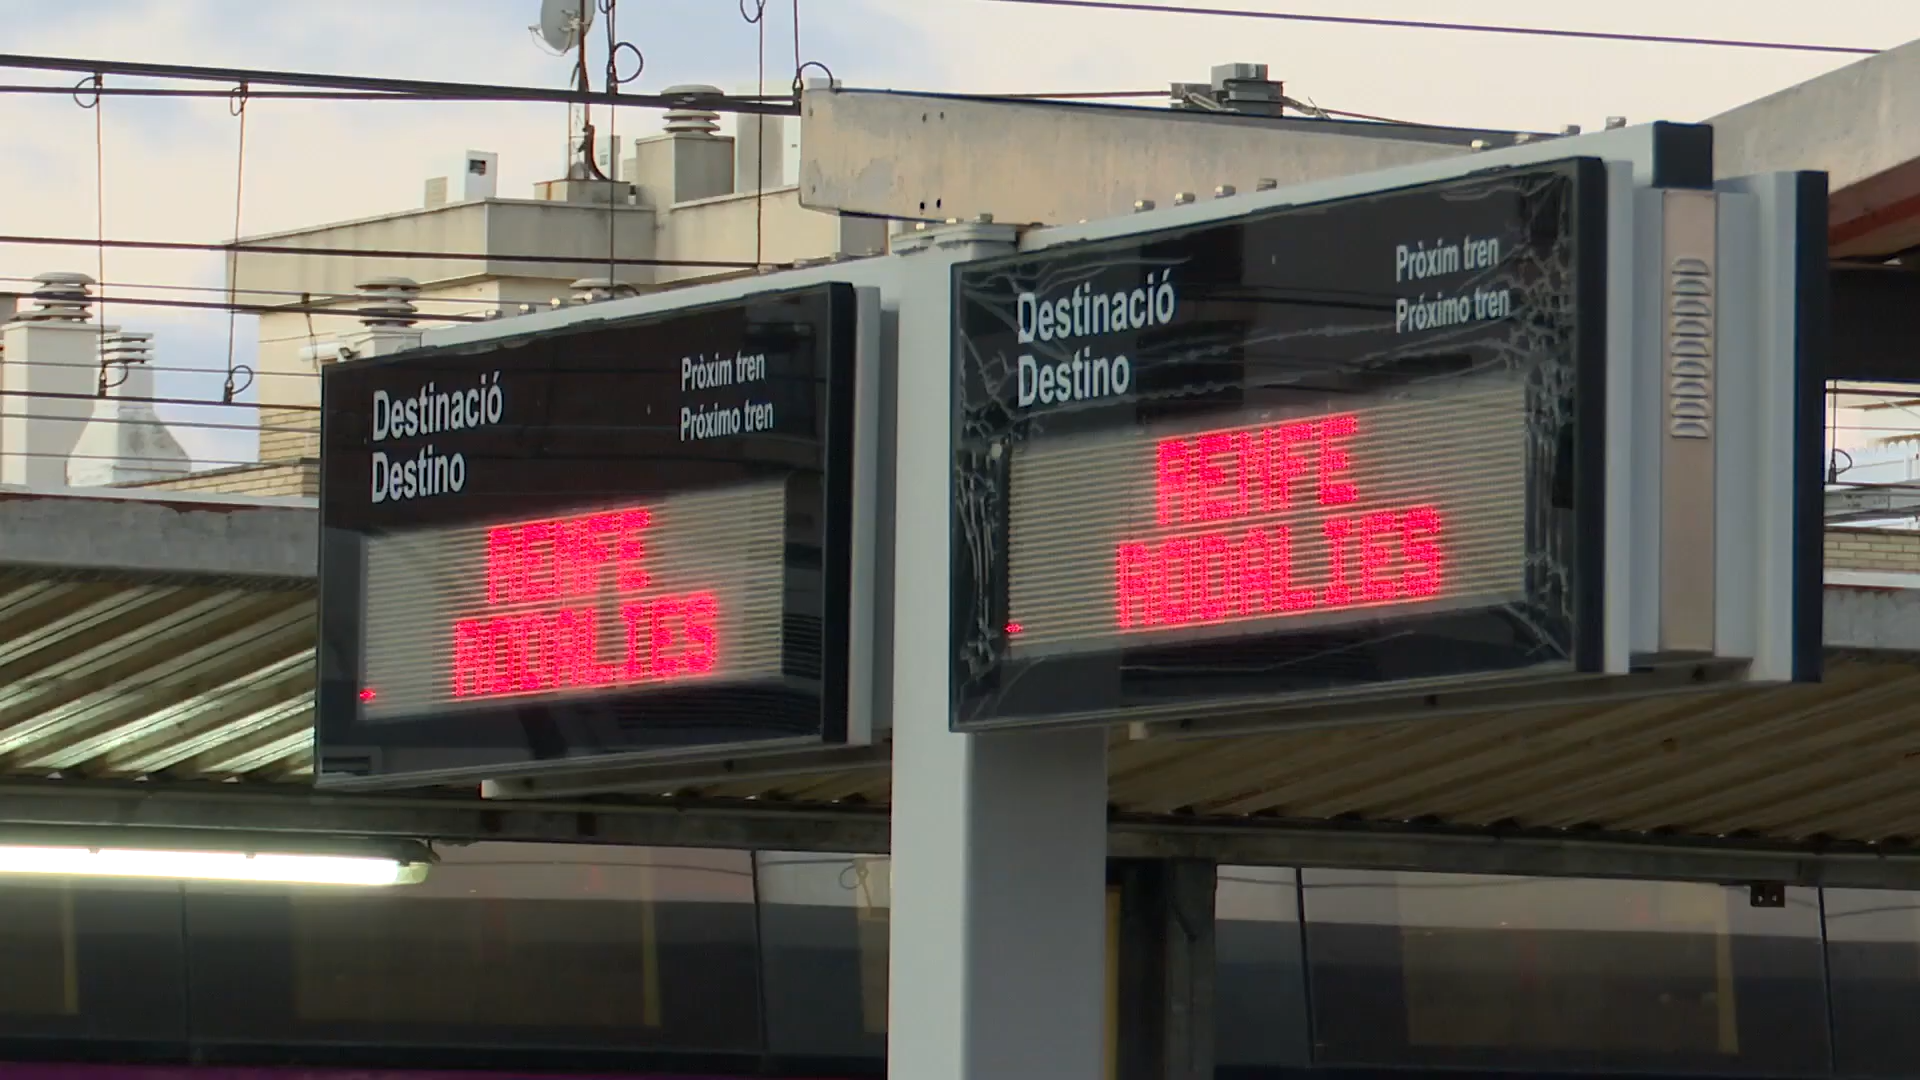 Destinació
Destino
Pròxim tren
Próximo tren
RENFE
RODALIES
Destinació
Destino
Pròxim tren
Próximo tren
RENFE
RODALIES